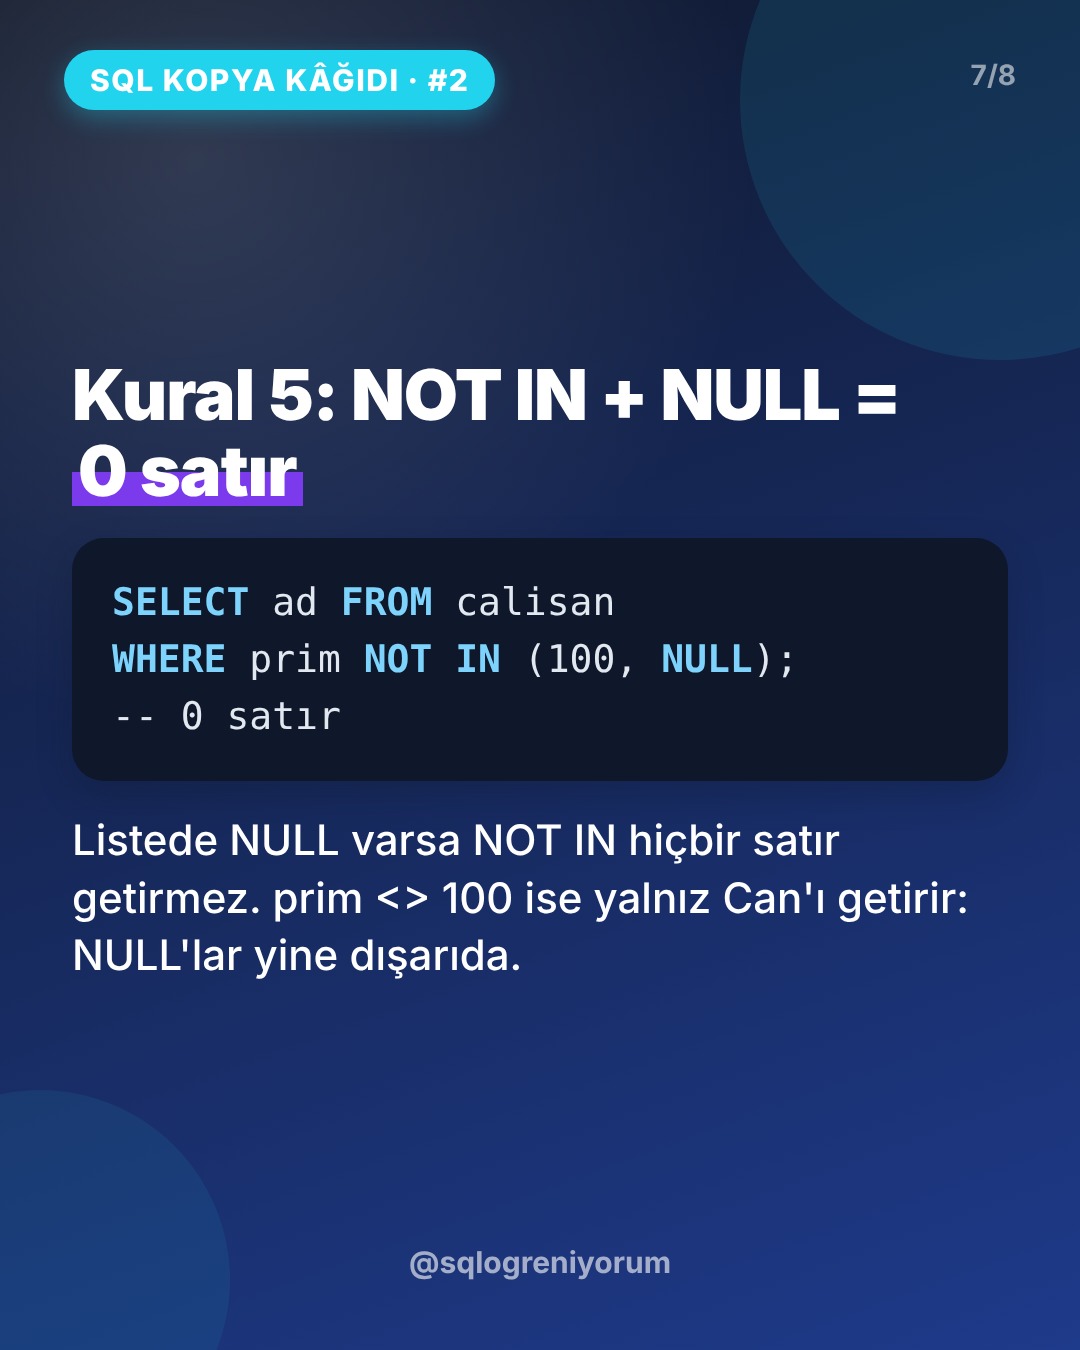 SQL KOPYA KÂĞIDI · #2
7/8
Kural 5: NOT IN + NULL =
0 satır
SELECT ad FROM calisan
WHERE prim NOT IN (100, NULL);
-- 0 satır
Listede NULL varsa NOT IN hiçbir satır
getirmez. prim <> 100 ise yalnız Can'ı getirir:
NULL'lar yine dışarıda.
@sqlogreniyorum